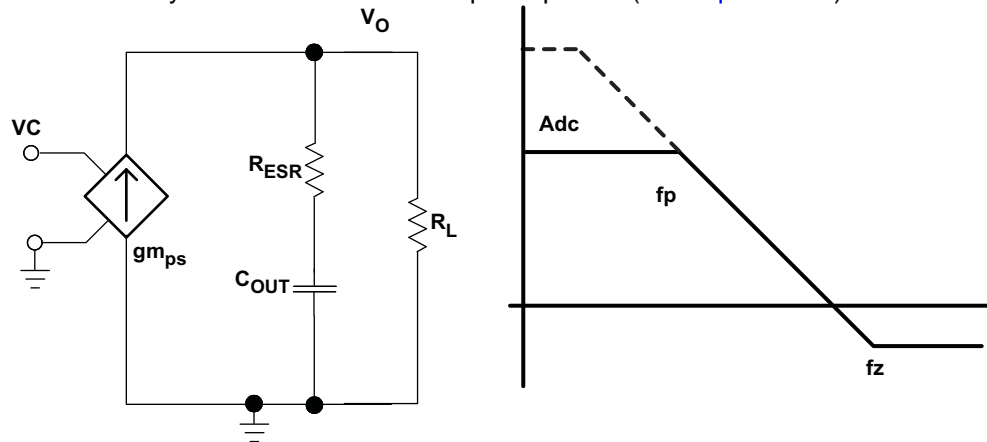 V_O
VC
R_ESR
gm_ps
C_OUT
R_L
Adc
fp
fz